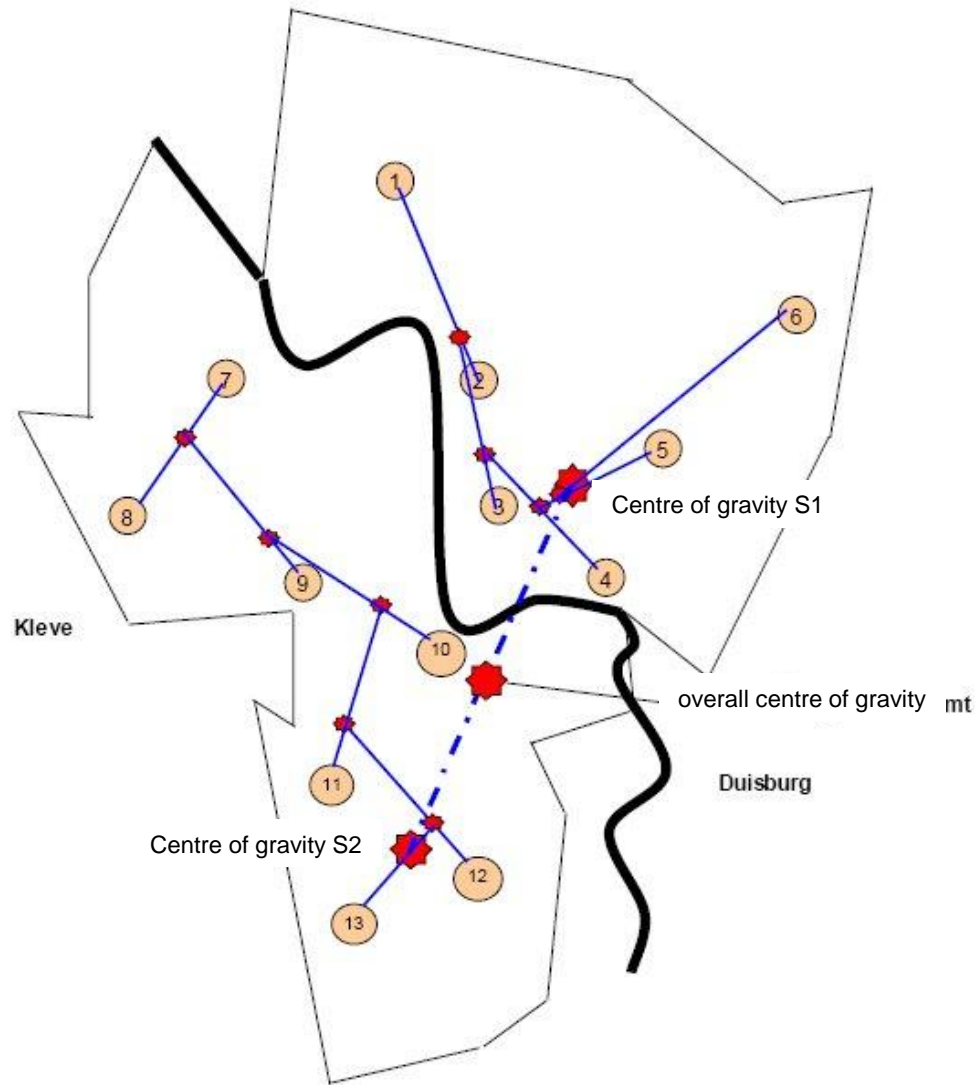 1
6
7
2
5
Centre of gravity S1
8
3
4
9
Kleve
10
overall centre of gravity mt
Duisburg
11
Centre of gravity S2
12
13